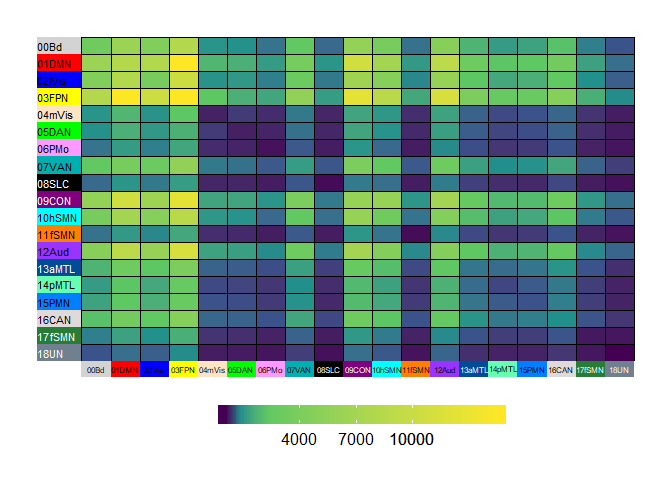 00Bd
01DMN
02Vis
03FPN
04mVis
05DAN
06PMo
07VAN
08SLC
09CON
10hSMN
11fSMN
12Aud
13aMTL
14pMTL
15PMN
16CAN
17fSMN
18UN
00Bd 01DMN 02Vis 03FPN 04mVis 05DAN 06PMo 07VAN 08SLC 09CON 10hSMN 11fSMN 12Aud 13aMTL 14pMTL 15PMN 16CAN 17fSMN 18UN
4000 7000 10000